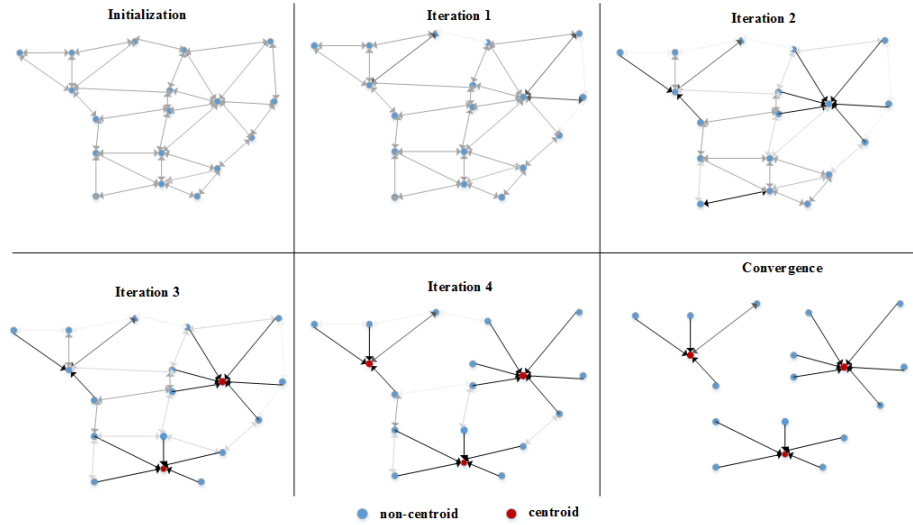 Initialization
Iteration 1
Iteration 2
Iteration 3
Iteration 4
Convergence
non-centroid
centroid